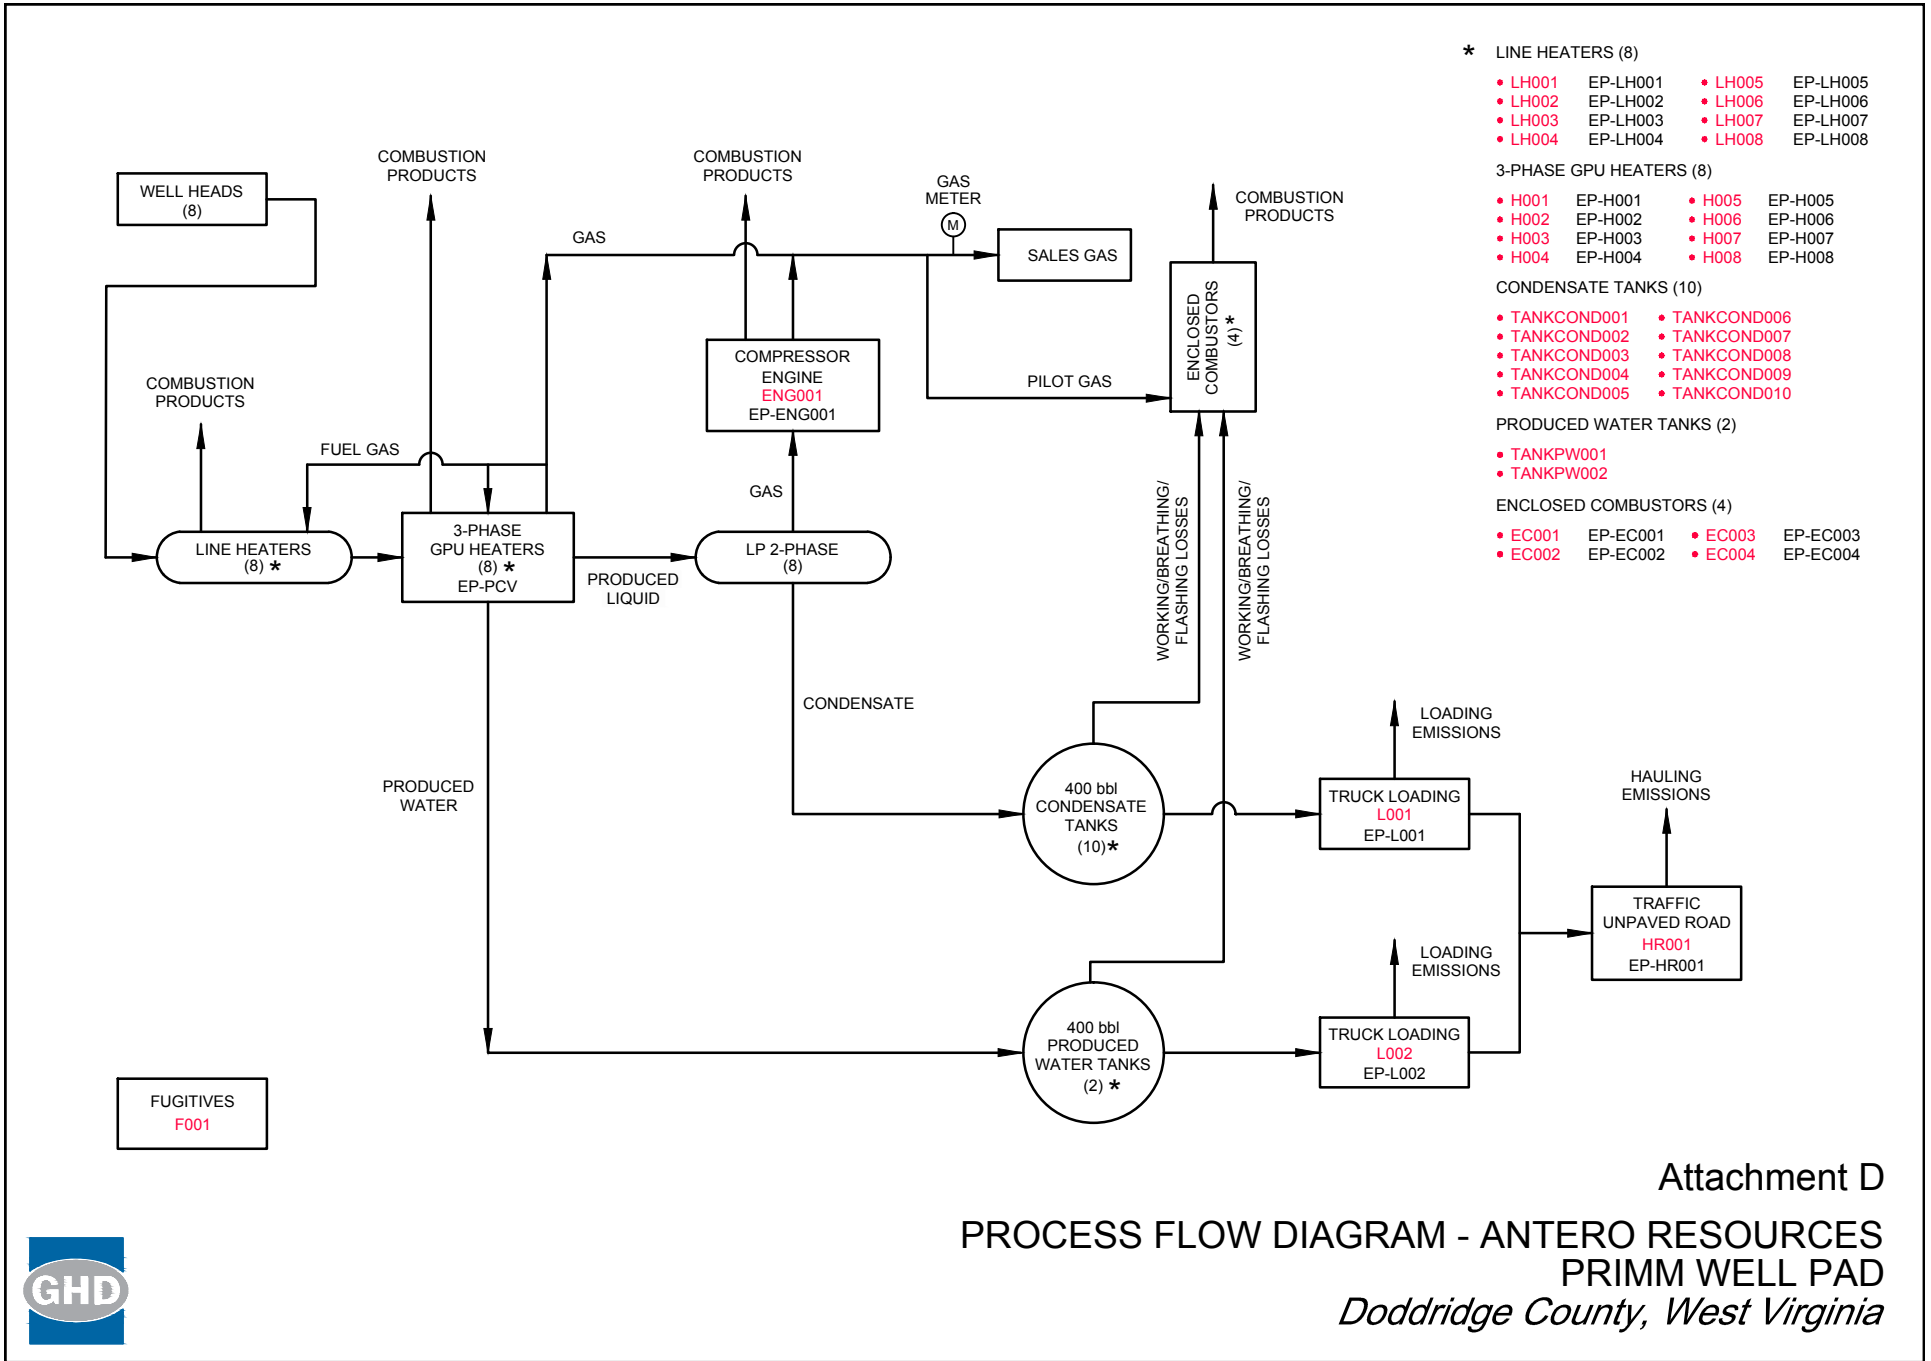 * LINE HEATERS (8)
• LH001 EP-LH001 • LH005 EP-LH005
• LH002 EP-LH002 • LH006 EP-LH006
• LH003 EP-LH003 • LH007 EP-LH007
• LH004 EP-LH004 • LH008 EP-LH008
3-PHASE GPU HEATERS (8)
• H001 EP-H001 • H005 EP-H005
• H002 EP-H002 • H006 EP-H006
• H003 EP-H003 • H007 EP-H007
• H004 EP-H004 • H008 EP-H008
CONDENSATE TANKS (10)
• TANKCOND001 • TANKCOND006
• TANKCOND002 • TANKCOND007
• TANKCOND003 • TANKCOND008
• TANKCOND004 • TANKCOND009
• TANKCOND005 • TANKCOND010
PRODUCED WATER TANKS (2)
• TANKPW001
• TANKPW002
ENCLOSED COMBUSTORS (4)
• EC001 EP-EC001 • EC003 EP-EC003
• EC002 EP-EC002 • EC004 EP-EC004
WELL HEADS
(8)
COMBUSTION
PRODUCTS
COMBUSTION
PRODUCTS
GAS
METER
M
COMBUSTION
PRODUCTS
GAS
SALES GAS
ENCLOSED
COMBUSTORS
(4)*
COMPRESSOR
ENGINE
ENG001
EP-ENG001
PILOT GAS
COMBUSTION
PRODUCTS
FUEL GAS
GAS
LINE HEATERS
(8) *
3-PHASE
GPU HEATERS
(8) *
EP-PCV
PRODUCED
LIQUID
LP 2-PHASE
(8)
WORKING/BREATHING/
FLASHING LOSSES
WORKING/BREATHING/
FLASHING LOSSES
CONDENSATE
PRODUCED
WATER
400 bbl
CONDENSATE
TANKS
(10)*
LOADING
EMISSIONS
TRUCK LOADING
L001
EP-L001
HAULING
EMISSIONS
TRAFFIC
UNPAVED ROAD
HR001
EP-HR001
LOADING
EMISSIONS
400 bbl
PRODUCED
WATER TANKS
(2) *
TRUCK LOADING
L002
EP-L002
FUGITIVES
F001
Attachment D
PROCESS FLOW DIAGRAM - ANTERO RESOURCES
PRIMM WELL PAD
Doddridge County, West Virginia
GHD